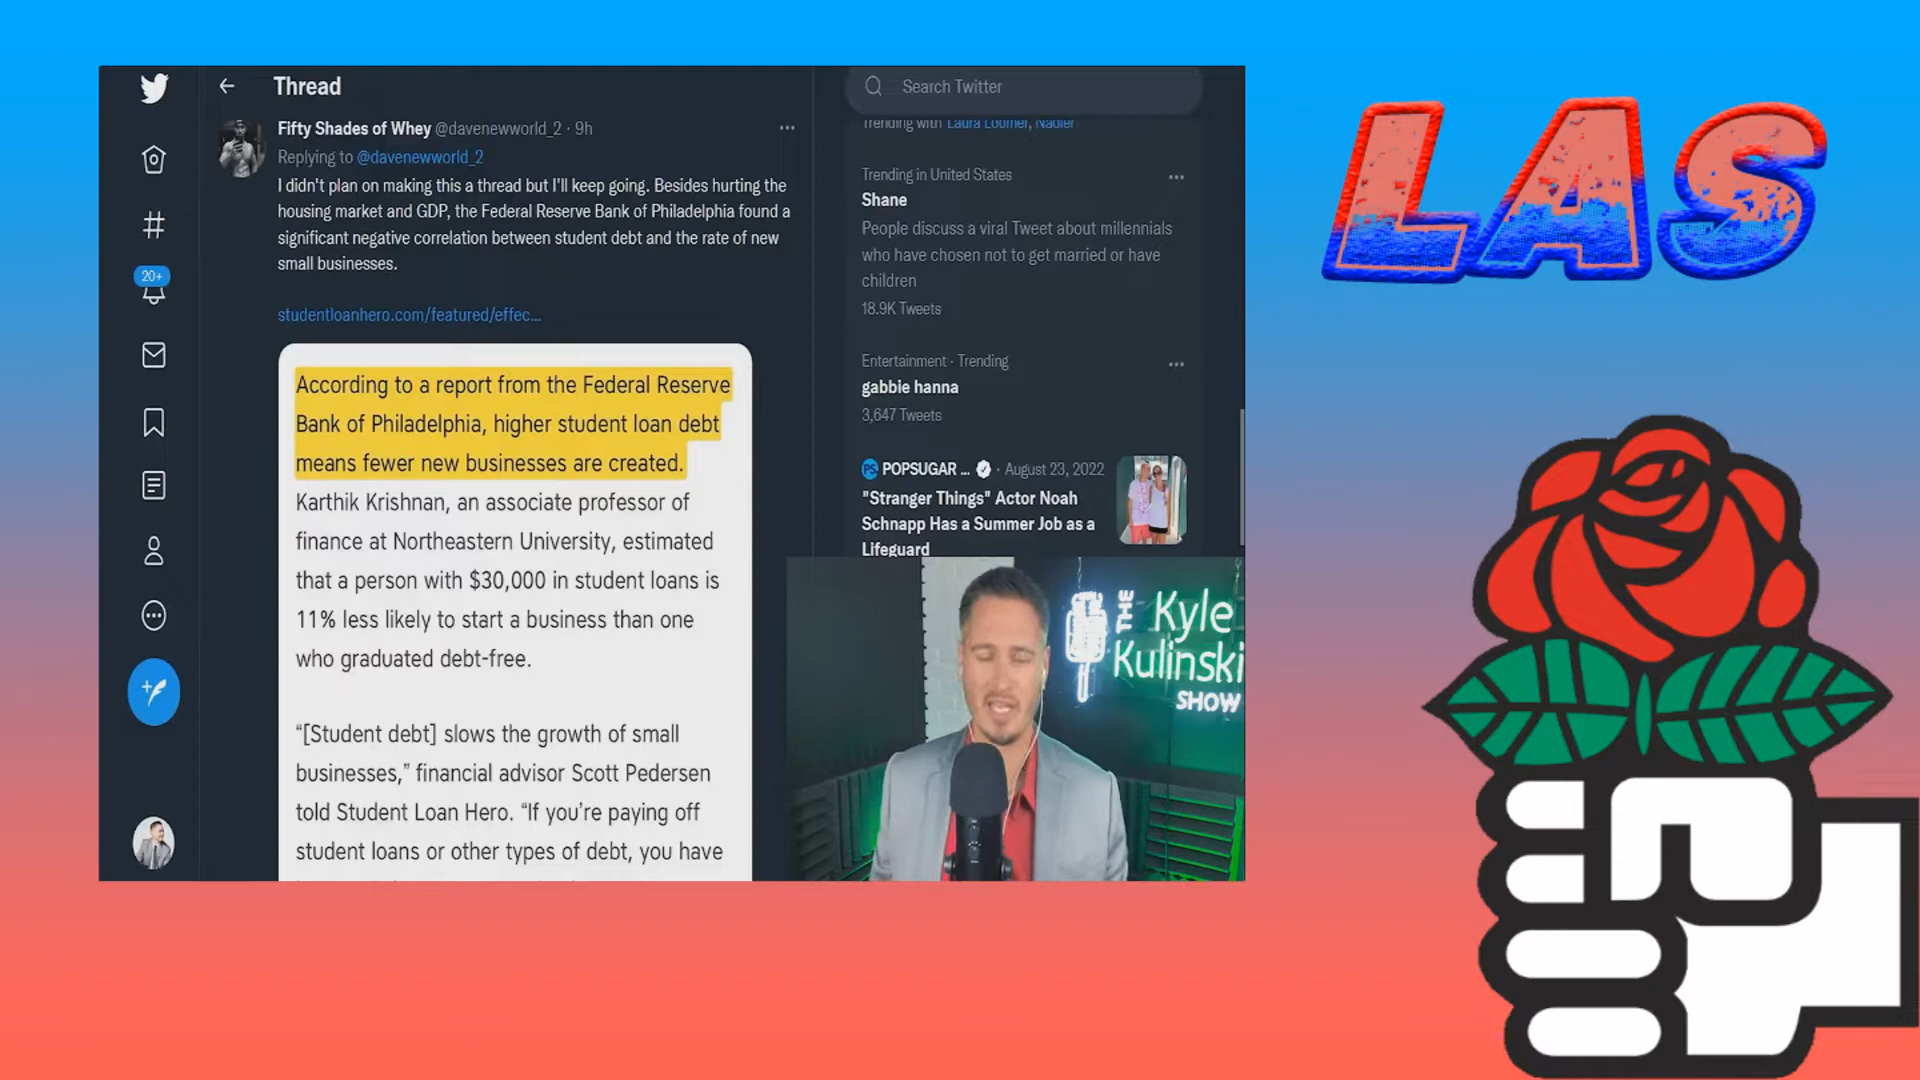 Thread
Fifty Shades of Whey @davenewworld_2 · 9h
Replying to @davenewworld_2
I didn't plan on making this a thread but I'll keep going. Besides hurting the
housing market and GDP, the Federal Reserve Bank of Philadelphia found a
significant negative correlation between student debt and the rate of new
small businesses.
studentloanhero.com/featured/effec...
According to a report from the Federal Reserve
Bank of Philadelphia, higher student loan debt
means fewer new businesses are created.
Karthik Krishnan, an associate professor of
finance at Northeastern University, estimated
that a person with $30,000 in student loans is
11% less likely to start a business than one
who graduated debt-free.
“[Student debt] slows the growth of small
businesses,” financial advisor Scott Pedersen
told Student Loan Hero. “If you’re paying off
student loans or other types of debt, you have
20+
Search Twitter
Trending with Laura Loomer, Nadler
Trending in United States
Shane
People discuss a viral Tweet about millennials
who have chosen not to get married or have
children
18.9K Tweets
Entertainment · Trending
gabbie hanna
3,647 Tweets
PS POPSUGAR ... · August 23, 2022
"Stranger Things" Actor Noah
Schnapp Has a Summer Job as a
Lifeguard
THE
Kyle
Kulinski
SHOW
LAS